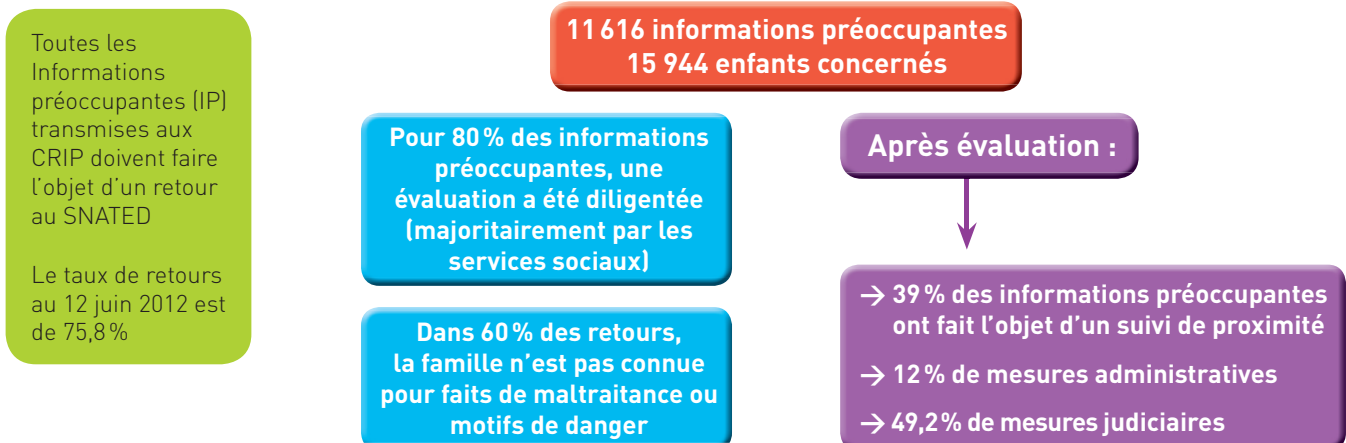 Toutes les
Informations
préoccupantes (IP)
transmises aux
CRIP doivent faire
l’objet d’un retour
au SNATED
Le taux de retours
au 12 juin 2012 est
de 75,8 %
11 616 informations préoccupantes
15 944 enfants concernés
Pour 80 % des informations
préoccupantes, une
évaluation a été diligentée
(majoritairement par les
services sociaux)
Dans 60 % des retours,
la famille n’est pas connue
pour faits de maltraitance ou
motifs de danger
Après évaluation :
→ 39 % des informations préoccupantes
ont fait l’objet d’un suivi de proximité
→ 12 % de mesures administratives
→ 49,2 % de mesures judiciaires